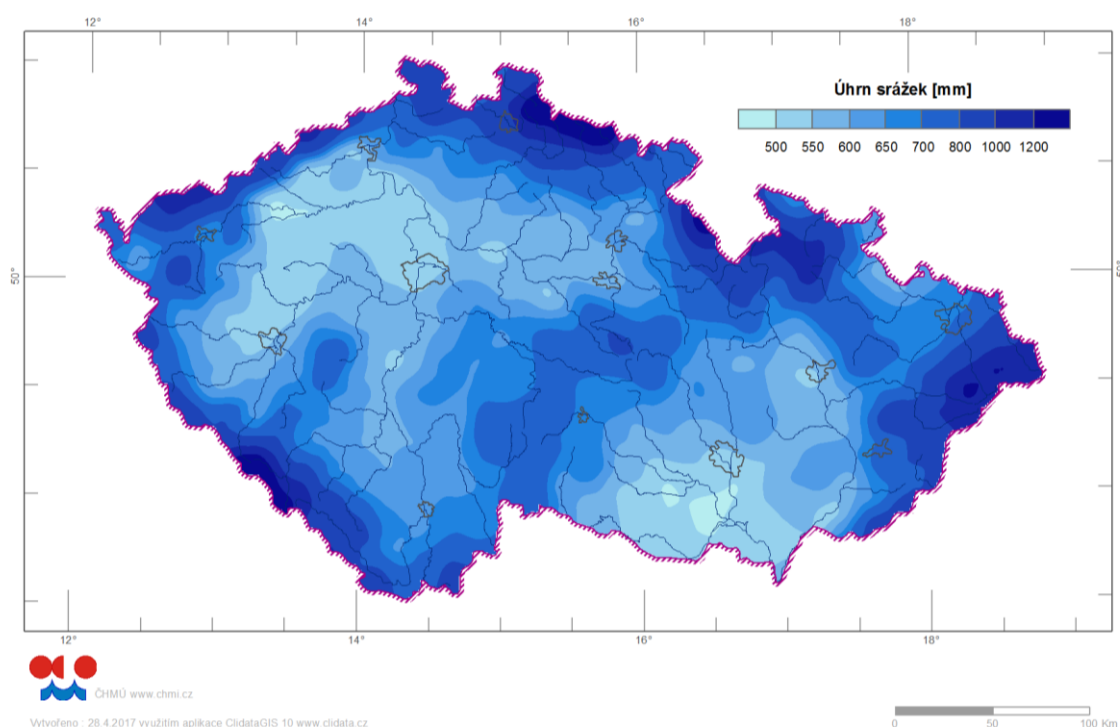 12° 14° 16° 18°
Úhrn srážek [mm]
500 550 600 650 700 800 1000 1200
50° 50°
12° 14° 16° 18°
ČHMÚ www.chmi.cz
Vytvořeno : 28.4.2017 využitím aplikace ClidataGIS 10 www.clidata.cz
0 50 100 Km